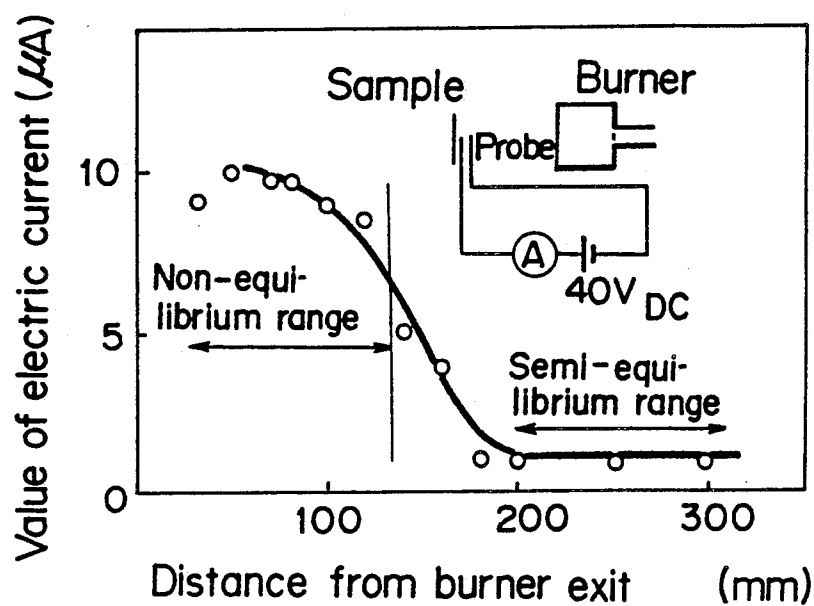 Value of electric current (μA)
10
5
0
100
200
300
Distance from burner exit (mm)
Sample
Burner
Probe
A
40V DC
Non-equi-
librium range
Semi-equi-
librium range